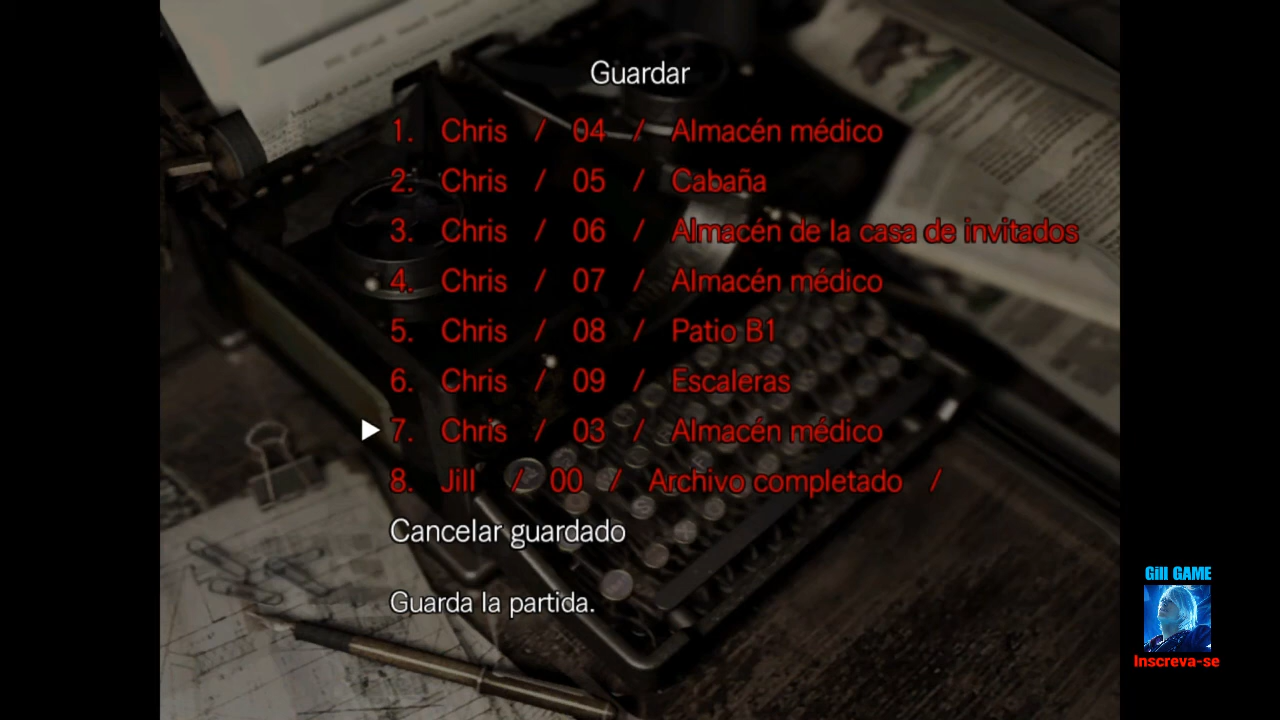 Guardar
1. Chris / 04 / Almacén médico
2. Chris / 05 / Cabaña
3. Chris / 06 / Almacén de la casa de invitados
4. Chris / 07 / Almacén médico
5. Chris / 08 / Patio B1
6. Chris / 09 / Escaleras
7. Chris / 03 / Almacén médico
8. Jill / 00 / Archivo completado /
Cancelar guardado
Guarda la partida.
Gill GAME
Inscreva-se